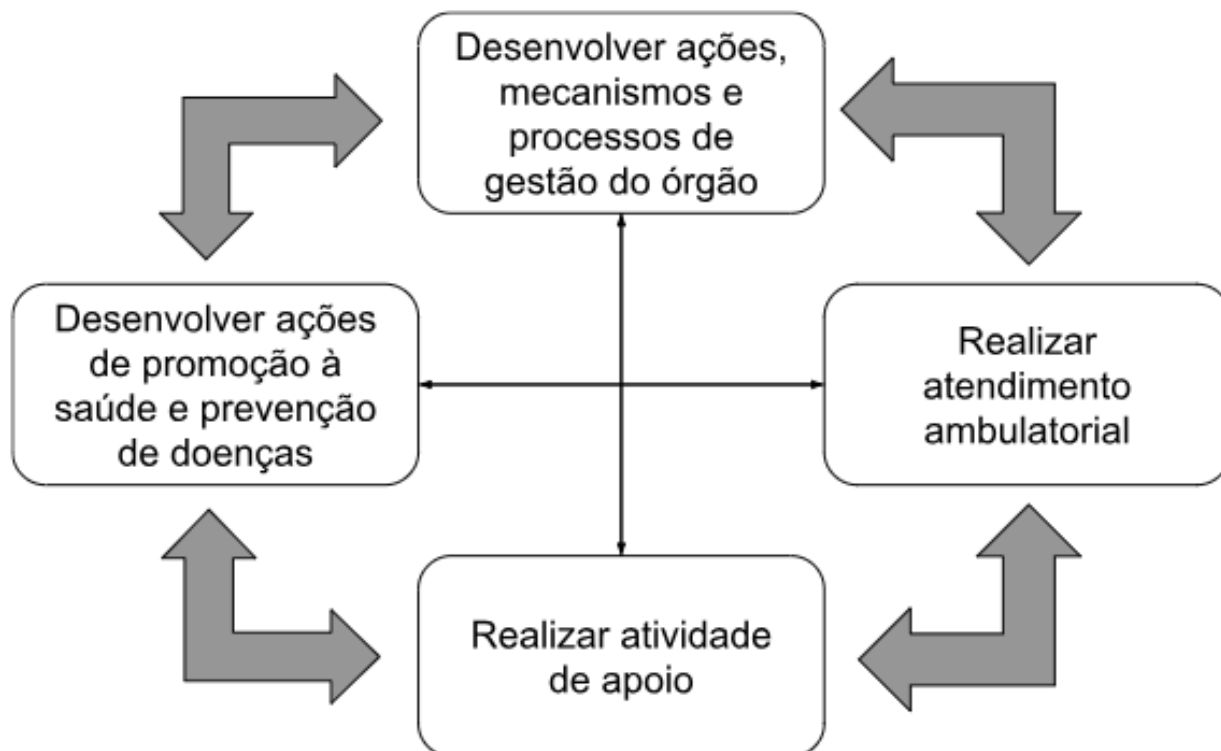 Desenvolver ações,
mecanismos e
processos de
gestão do órgão
Desenvolver ações
de promoção à
saúde e prevenção
de doenças
Realizar
atendimento
ambulatorial
Realizar atividade
de apoio